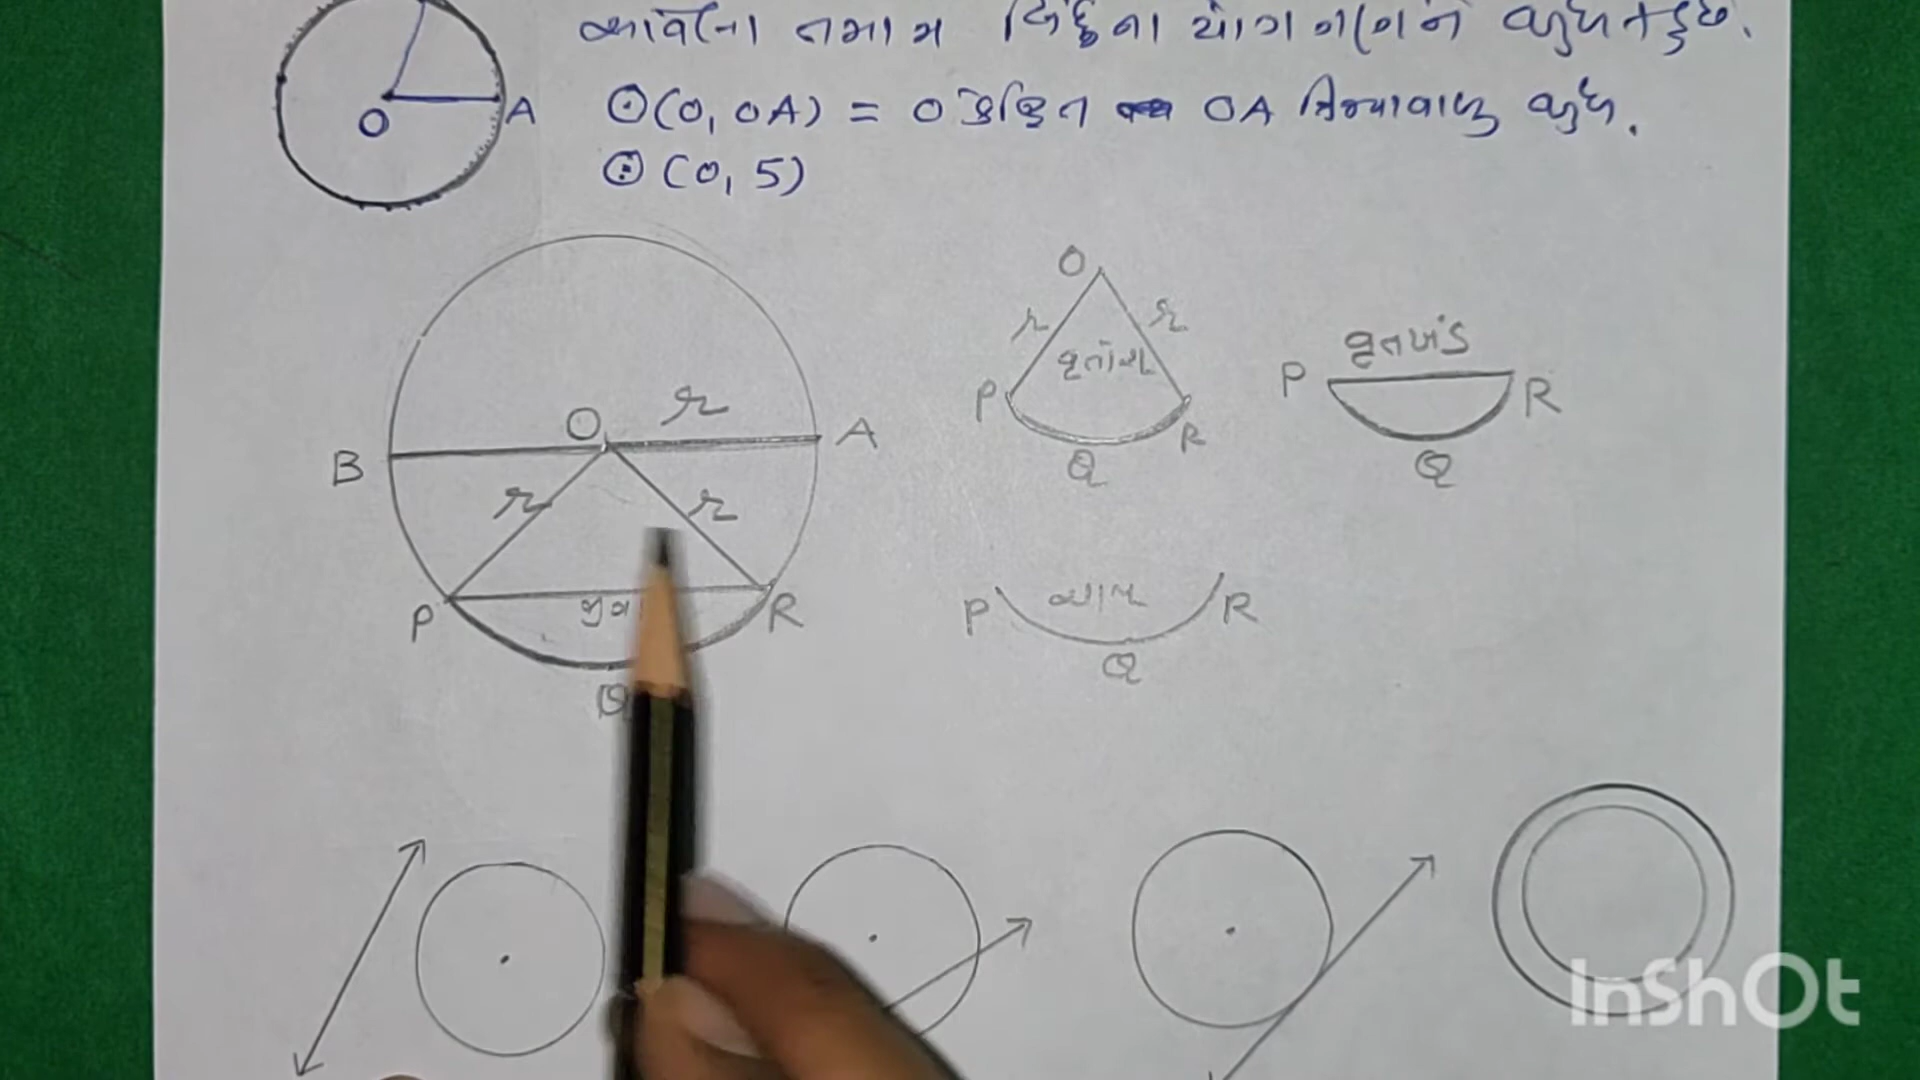 આવેલા તમામ બિંદુના યોગ ગણને વર્તુળ કહે છે.
O A ⊙(O, OA) = O કેન્દ્રિત OA ત્રિજ્યાવાળુ વર્તુળ.
⊙ (O, 5)
O
r r વૃતાંશ
P R
Q
વૃતખંડ
P R
Q
O r
B A
r r
P જીવા R
Q
P ચાપ R
Q
InShOt